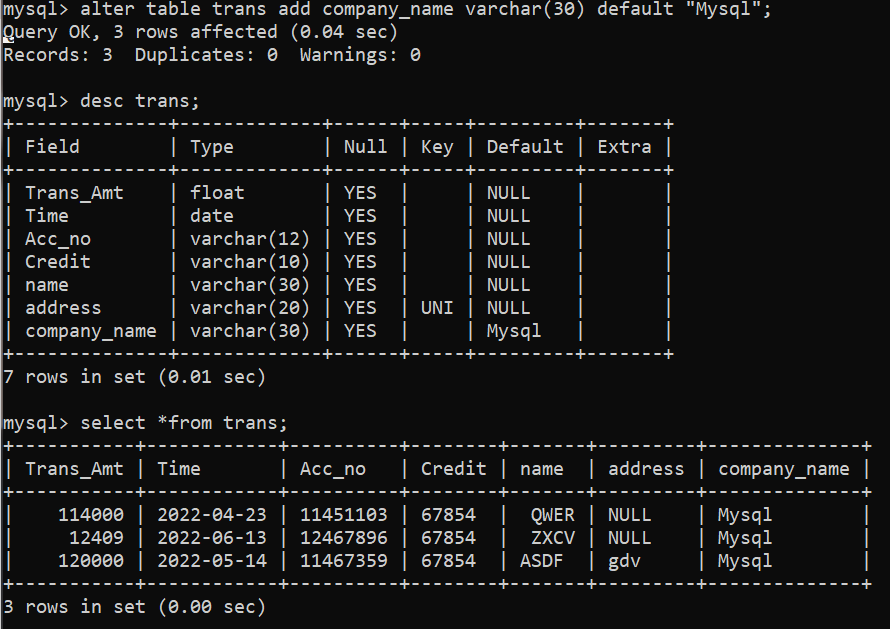 mysql> alter table trans add company_name varchar(30) default "Mysql";
Query OK, 3 rows affected (0.04 sec)
Records: 3  Duplicates: 0  Warnings: 0

mysql> desc trans;
+--------------+-------------+------+-----+---------+-------+
| Field        | Type        | Null | Key | Default | Extra |
+--------------+-------------+------+-----+---------+-------+
| Trans_Amt    | float       | YES  |     | NULL    |       |
| Time         | date        | YES  |     | NULL    |       |
| Acc_no       | varchar(12) | YES  |     | NULL    |       |
| Credit       | varchar(10) | YES  |     | NULL    |       |
| name         | varchar(30) | YES  |     | NULL    |       |
| address      | varchar(20) | YES  | UNI | NULL    |       |
| company_name | varchar(30) | YES  |     | Mysql   |       |
+--------------+-------------+------+-----+---------+-------+
7 rows in set (0.01 sec)

mysql> select *from trans;
+-----------+------------+----------+--------+-------+---------+--------------+
| Trans_Amt | Time       | Acc_no   | Credit | name  | address | company_name |
+-----------+------------+----------+--------+-------+---------+--------------+
|    114000 | 2022-04-23 | 11451103 | 67854  |  QWER | NULL    | Mysql        |
|     12409 | 2022-06-13 | 12467896 | 67854  |  ZXCV | NULL    | Mysql        |
|    120000 | 2022-05-14 | 11467359 | 67854  | ASDF  | gdv     | Mysql        |
+-----------+------------+----------+--------+-------+---------+--------------+
3 rows in set (0.00 sec)